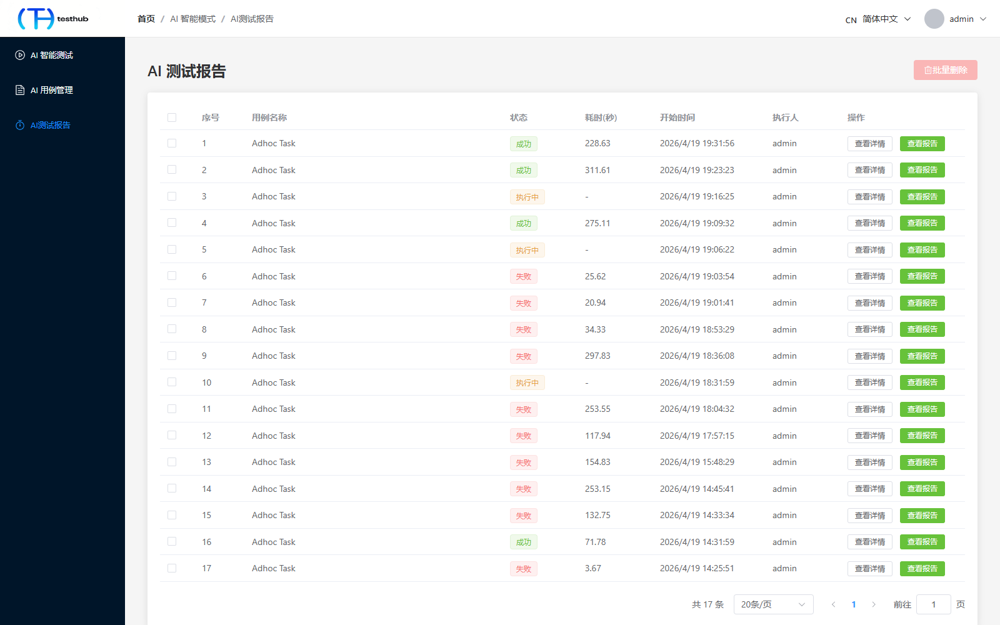 testhub
首页 / AI 智能模式 / AI测试报告
CN 简体中文
admin
AI 智能测试
AI 用例管理
AI测试报告
AI 测试报告
批量删除
序号 用例名称 状态 耗时(秒) 开始时间 执行人 操作
1 Adhoc Task 成功 228.63 2026/4/19 19:31:56 admin 查看详情 查看报告
2 Adhoc Task 成功 311.61 2026/4/19 19:23:23 admin 查看详情 查看报告
3 Adhoc Task 执行中 - 2026/4/19 19:16:25 admin 查看详情 查看报告
4 Adhoc Task 成功 275.11 2026/4/19 19:09:32 admin 查看详情 查看报告
5 Adhoc Task 执行中 - 2026/4/19 19:06:22 admin 查看详情 查看报告
6 Adhoc Task 失败 25.62 2026/4/19 19:03:54 admin 查看详情 查看报告
7 Adhoc Task 失败 20.94 2026/4/19 19:01:41 admin 查看详情 查看报告
8 Adhoc Task 失败 34.33 2026/4/19 18:53:29 admin 查看详情 查看报告
9 Adhoc Task 失败 297.83 2026/4/19 18:36:08 admin 查看详情 查看报告
10 Adhoc Task 执行中 - 2026/4/19 18:31:59 admin 查看详情 查看报告
11 Adhoc Task 失败 253.55 2026/4/19 18:04:32 admin 查看详情 查看报告
12 Adhoc Task 失败 117.94 2026/4/19 17:57:15 admin 查看详情 查看报告
13 Adhoc Task 失败 154.83 2026/4/19 15:48:29 admin 查看详情 查看报告
14 Adhoc Task 失败 253.15 2026/4/19 14:45:41 admin 查看详情 查看报告
15 Adhoc Task 失败 132.75 2026/4/19 14:33:34 admin 查看详情 查看报告
16 Adhoc Task 成功 71.78 2026/4/19 14:31:59 admin 查看详情 查看报告
17 Adhoc Task 失败 3.67 2026/4/19 14:25:51 admin 查看详情 查看报告
共 17 条 20条/页 1 前往 1 页